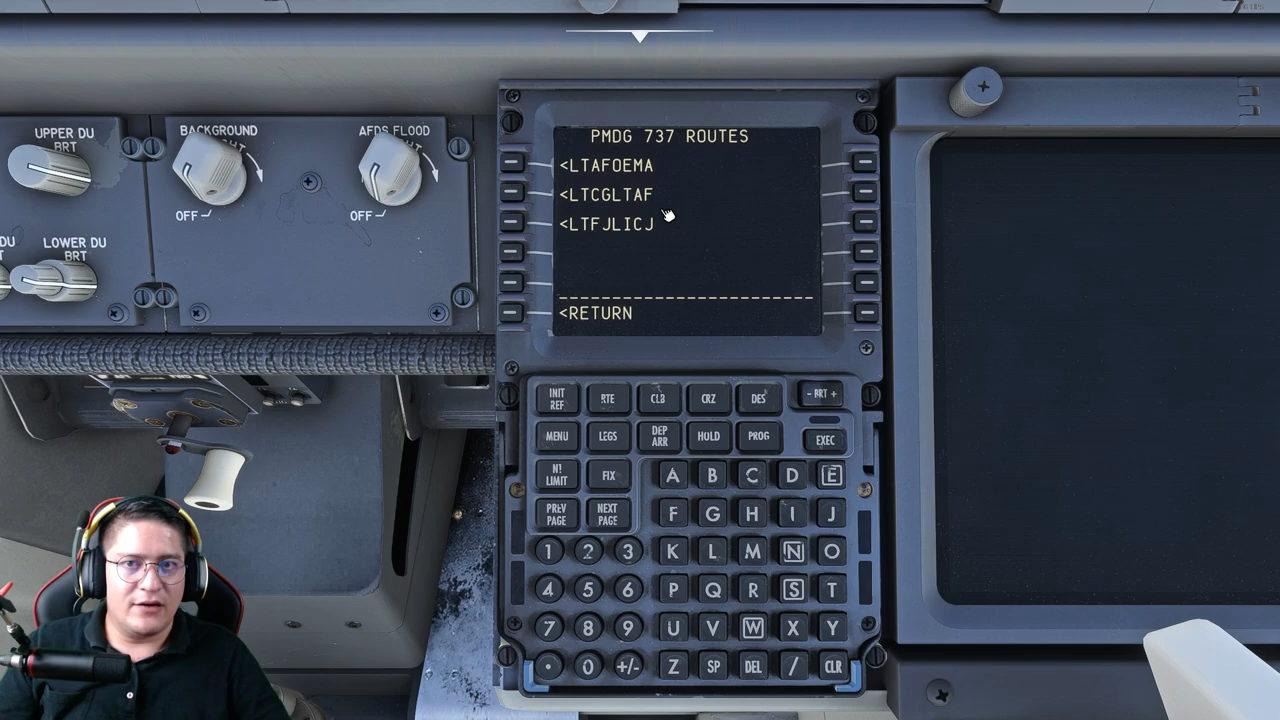 UPPER DU
BRT
BACKGROUND
OFF
AFDS FLOOD
OFF
DU
LOWER DU
BRT
PMDG 737 ROUTES
<LTAFOEMA
<LTCGLTAF
<LTFJLICJ
------------------------
<RETURN
INIT REF RTE CLB CRZ DES - BRT +
MENU LEGS DEP ARR HOLD PROG EXEC
N1 LIMIT FIX A B C D E
PREV PAGE NEXT PAGE F G H I J
1 2 3 K L M N O
4 5 6 P Q R S T
7 8 9 U V W X Y
. 0 +/- Z SP DEL / CLR